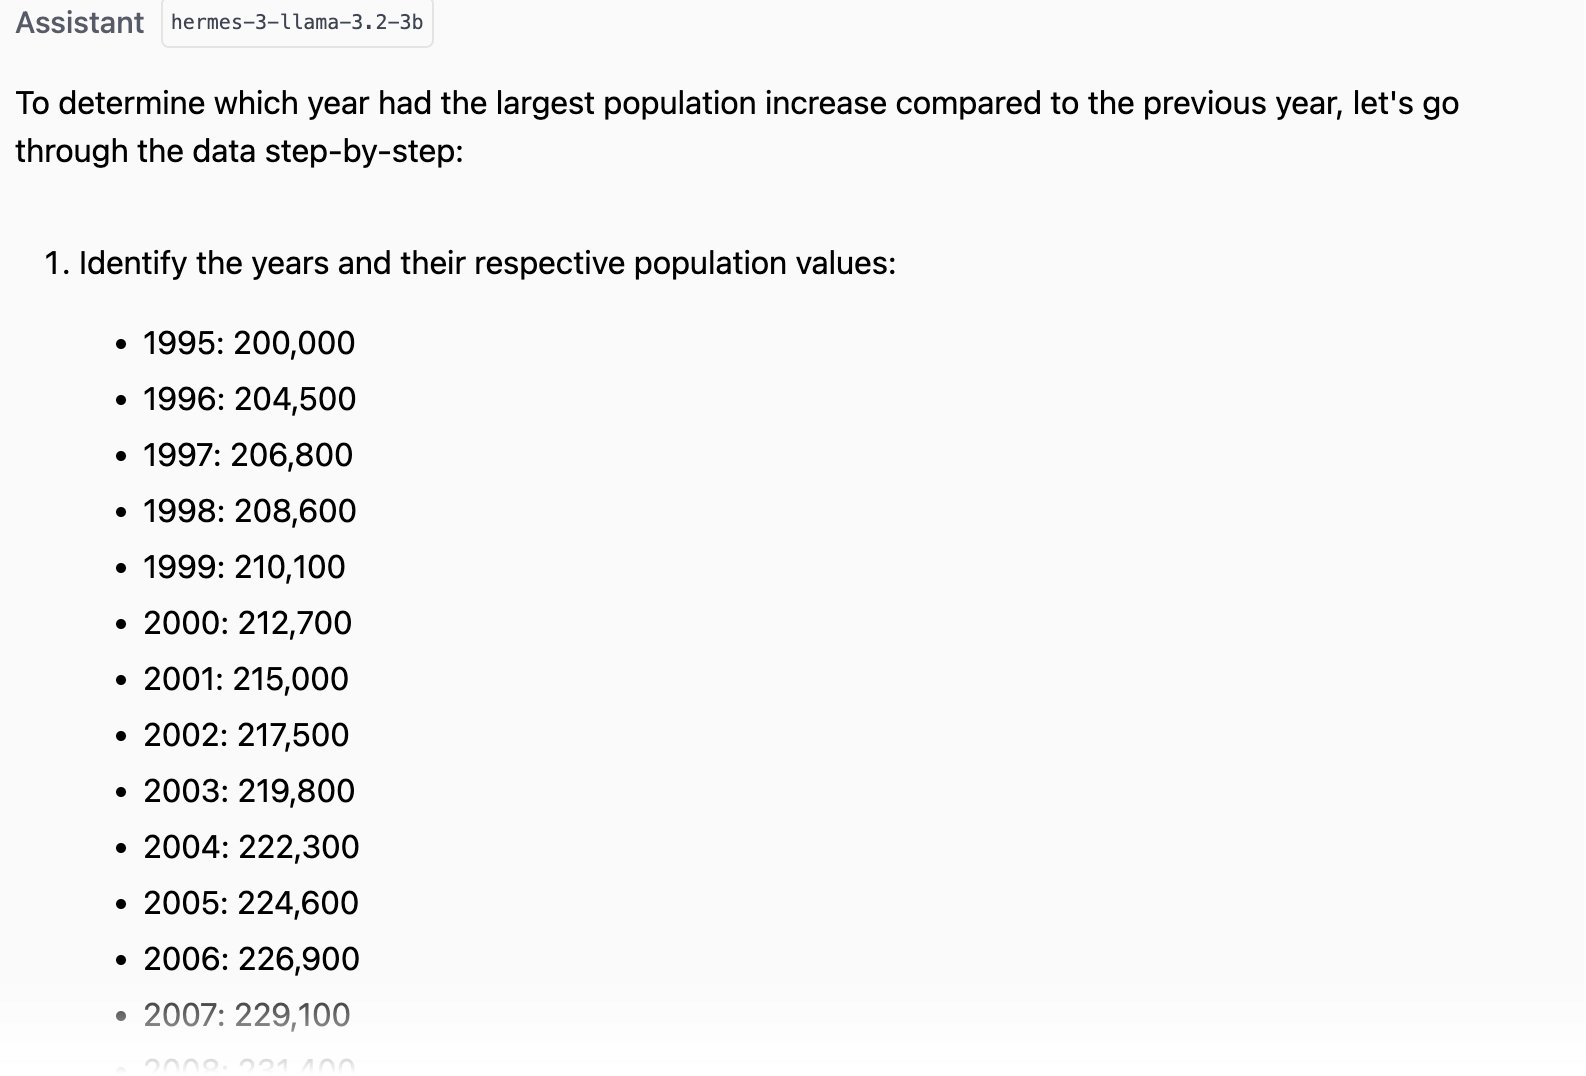 Assistant hermes-3-llama-3.2-3b
To determine which year had the largest population increase compared to the previous year, let's go
through the data step-by-step:
1. Identify the years and their respective population values:
• 1995: 200,000
• 1996: 204,500
• 1997: 206,800
• 1998: 208,600
• 1999: 210,100
• 2000: 212,700
• 2001: 215,000
• 2002: 217,500
• 2003: 219,800
• 2004: 222,300
• 2005: 224,600
• 2006: 226,900
• 2007: 229,100
• 2008: 231,400